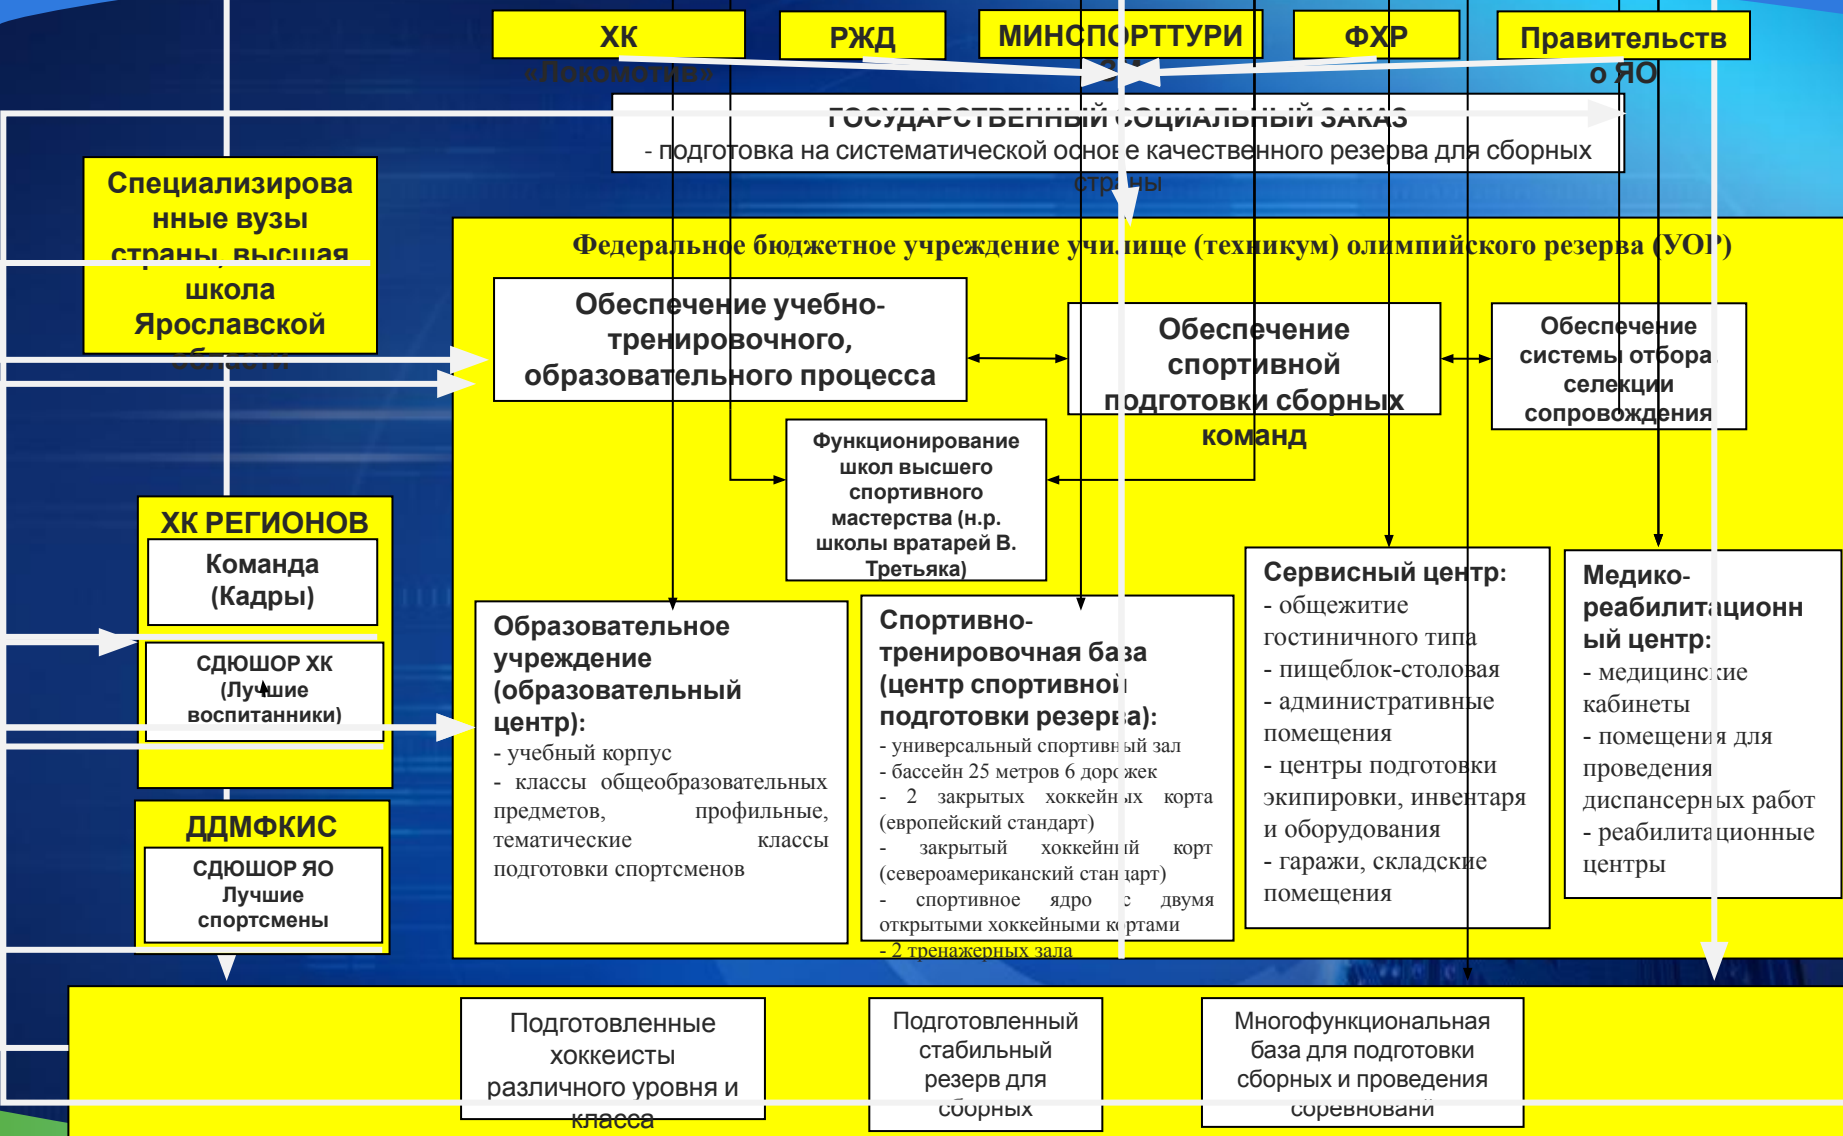 ХК
«Локомотив»
РЖД
МИНСПОРТТУРИ
ФХР
Правительств
о ЯО
ГОСУДАРСТВЕННЫЙ СОЦИАЛЬНЫЙ ЗАКАЗ
- подготовка на систематической основе качественного резерва для сборных
страны
Специализирова
нные вузы
страны, высшая
школа
Ярославской
области
Федеральное бюджетное учреждение училище (техникум) олимпийского резерва (УОР)
Обеспечение учебно-
тренировочного,
образовательного процесса
Обеспечение
спортивной
подготовки сборных
команд
Обеспечение
системы отбора,
селекции
сопровождения
Функционирование
школ высшего
спортивного
мастерства (н.р.
школы вратарей В.
Третьяка)
ХК РЕГИОНОВ
Команда
(Кадры)
СДЮШОР ХК
(Лучшие
воспитанники)
ДДМФКИС
СДЮШОР ЯО
Лучшие
спортсмены
Образовательное
учреждение
(образовательный
центр):
- учебный корпус
- классы общеобразовательных
предметов, профильные,
тематические классы
подготовки спортсменов
Спортивно-
тренировочная база
(центр спортивной
подготовки резерва):
- универсальный спортивный зал
- бассейн 25 метров 6 дорожек
- 2 закрытых хоккейных корта
(европейский стандарт)
- закрытый хоккейный корт
(североамериканский стандарт)
- спортивное ядро с двумя
открытыми хоккейными кортами
- 2 тренажерных зала
Сервисный центр:
- общежитие
гостиничного типа
- пищеблок-столовая
- административные
помещения
- центры подготовки
экипировки, инвентаря
и оборудования
- гаражи, складские
помещения
Медико-
реабилитационн
ый центр:
- медицинские
кабинеты
- помещения для
проведения
диспансерных работ
- реабилитационные
центры
Подготовленные
хоккеисты
различного уровня и
класса
Подготовленный
стабильный
резерв для
сборных
Многофункциональная
база для подготовки
сборных и проведения
соревнований